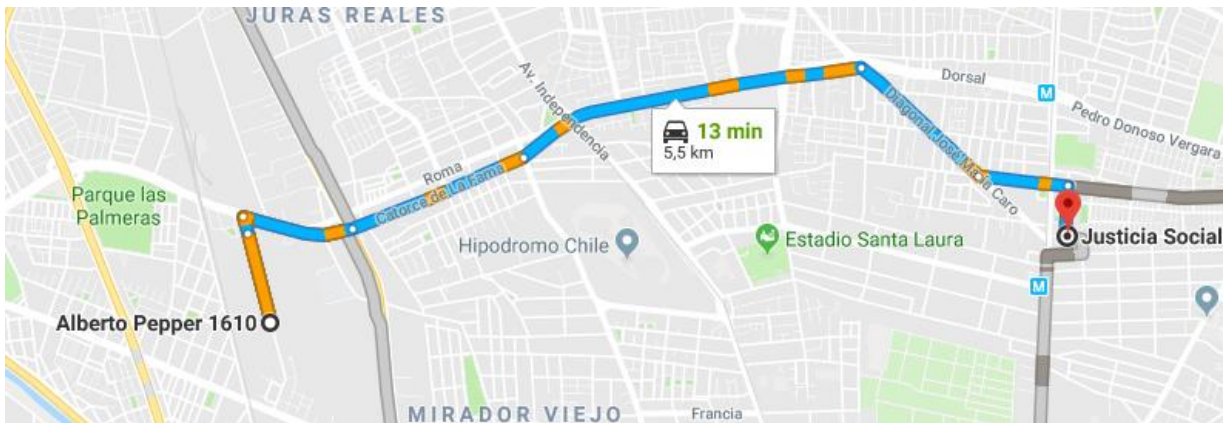 JURAS REALES
Av. Independencia
Dorsal
M
Pedro Donoso Vergara
13 min
5,5 km
Diagonal José María Caro
Roma
Catorce de La Fama
Parque las
Palmeras
Hipodromo Chile
Estadio Santa Laura
Justicia Social
M
Alberto Pepper 1610
MIRADOR VIEJO
Francia